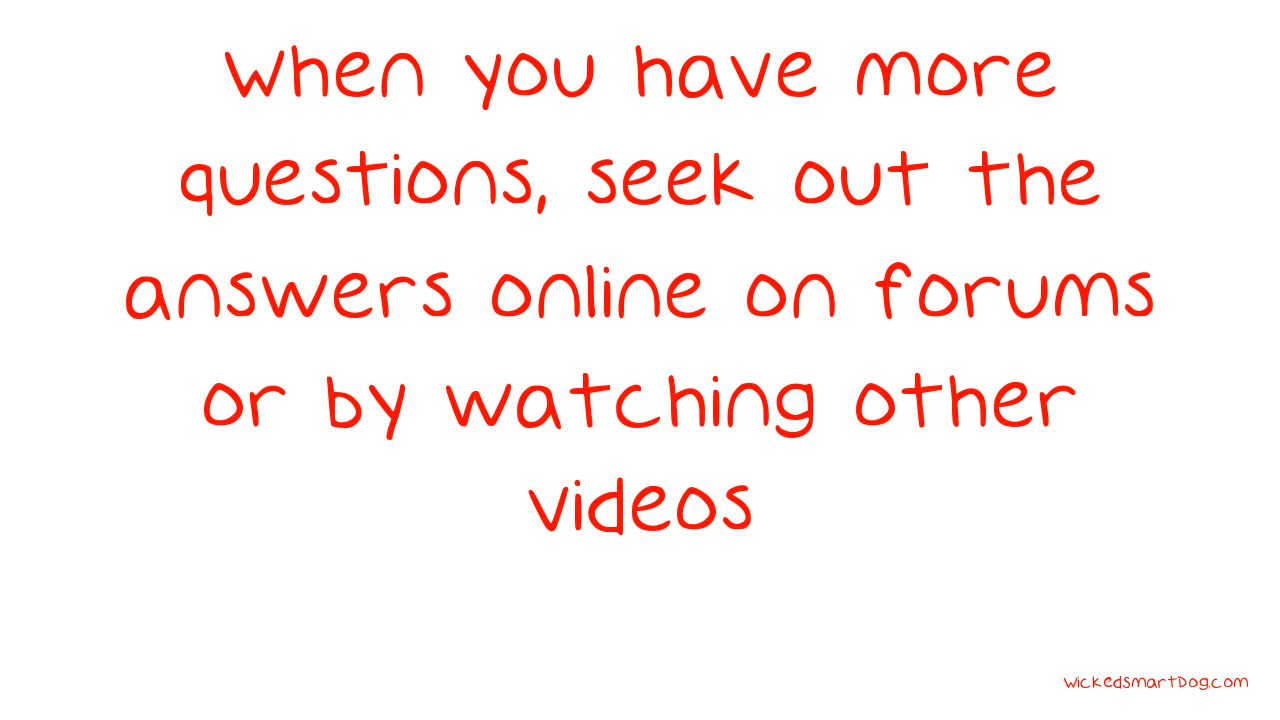 When you have more
questions, seek out the
answers online on forums
or by watching other
videos
wickedsmartDog.com